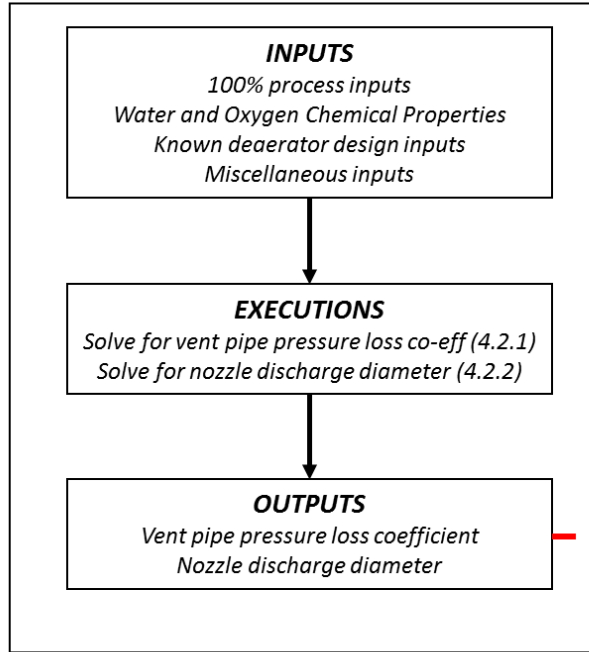 INPUTS
100% process inputs
Water and Oxygen Chemical Properties
Known deaerator design inputs
Miscellaneous inputs
EXECUTIONS
Solve for vent pipe pressure loss co-eff (4.2.1)
Solve for nozzle discharge diameter (4.2.2)
OUTPUTS
Vent pipe pressure loss coefficient
Nozzle discharge diameter